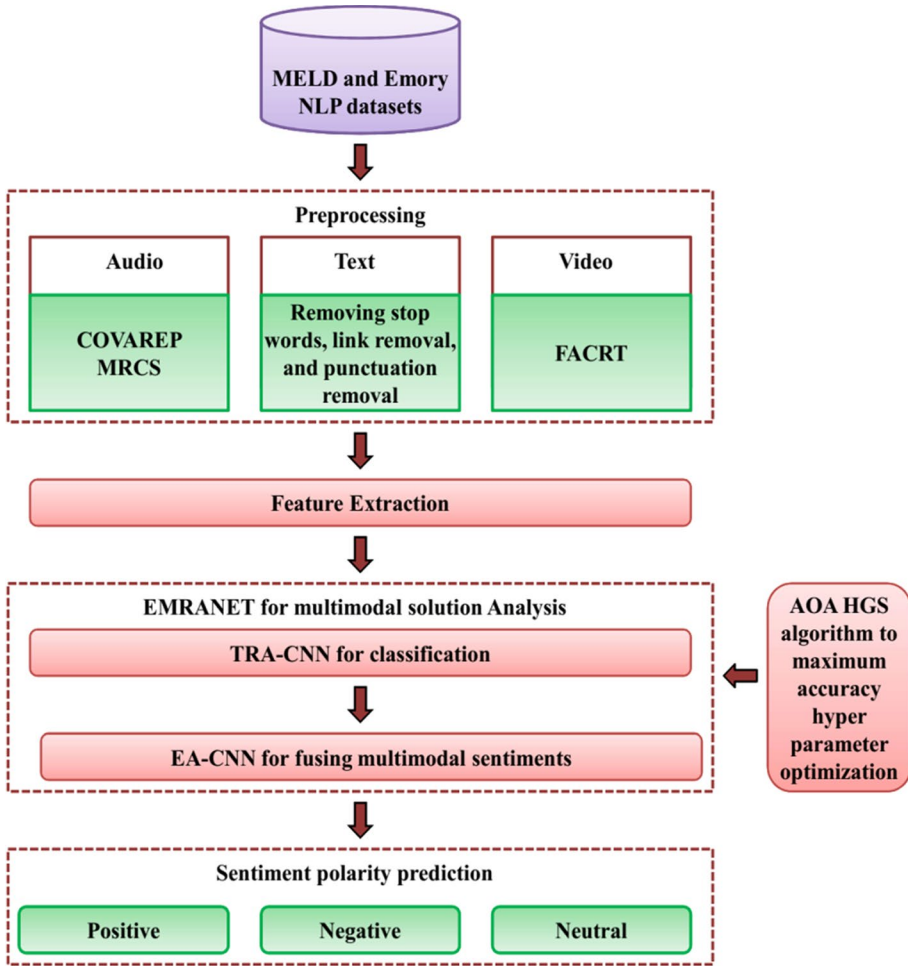 MELD and Emory
NLP datasets
Preprocessing
Audio
Text
Video
COVAREP
MRCS
Removing stop
words, link removal,
and punctuation
removal
FACRT
Feature Extraction
EMRANET for multimodal solution Analysis
TRA-CNN for classification
EA-CNN for fusing multimodal sentiments
AOA HGS
algorithm to
maximum
accuracy
hyper
parameter
optimization
Sentiment polarity prediction
Positive
Negative
Neutral